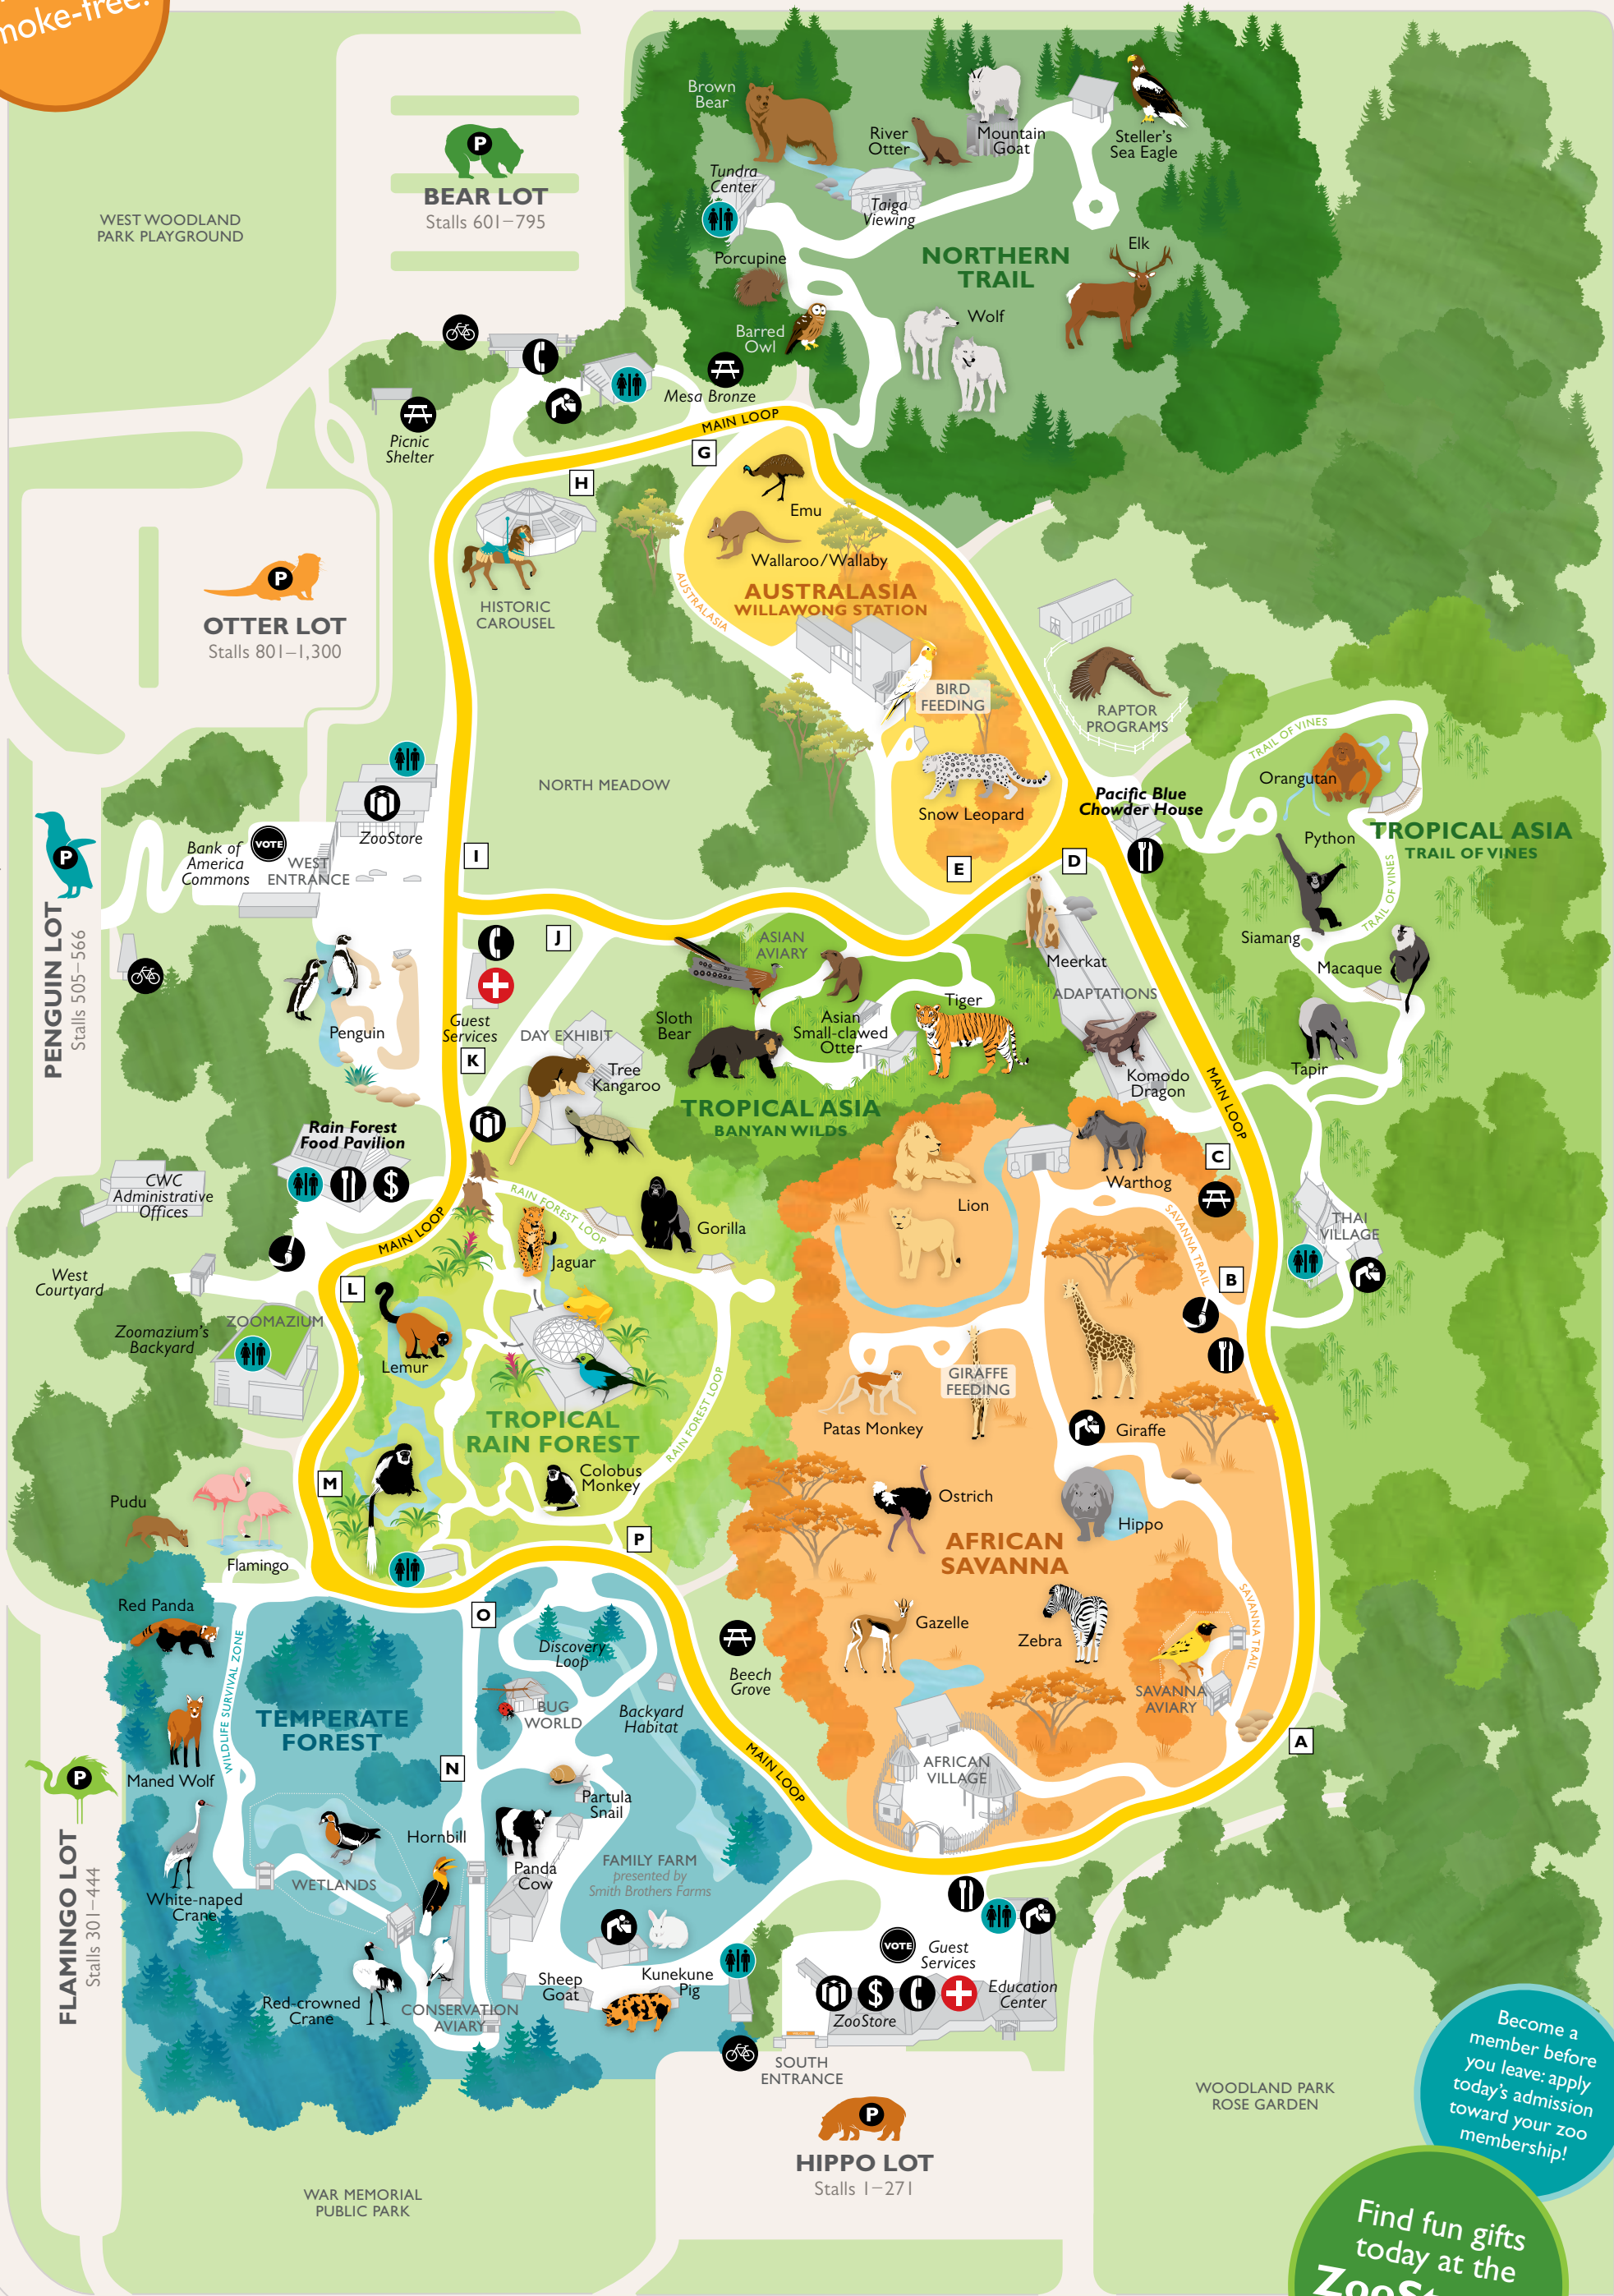 moke-free!
WEST WOODLAND
PARK PLAYGROUND
P
BEAR LOT
Stalls 601–795
Brown
Bear
River
Otter
Mountain
Goat
Steller's
Sea Eagle
Tundra
Center
Taiga
Viewing
Porcupine
NORTHERN
TRAIL
Elk
Wolf
Barred
Owl
Mesa Bronze
Picnic
Shelter
MAIN LOOP
G
H
Emu
Wallaroo/Wallaby
AUSTRALASIA
AUSTRALASIA
WILLAWONG STATION
HISTORIC
CAROUSEL
P
OTTER LOT
Stalls 801–1,300
BIRD
FEEDING
RAPTOR
PROGRAMS
TRAIL OF VINES
Orangutan
NORTH MEADOW
Snow Leopard
Pacific Blue
Chowder House
Python
TROPICAL ASIA
TRAIL OF VINES
TRAIL OF VINES
Siamang
Macaque
Tapir
ZooStore
VOTE
Bank of
America
Commons
WEST
ENTRANCE
P
PENGUIN LOT
Stalls 505–566
I
E
D
J
ASIAN
AVIARY
Meerkat
ADAPTATIONS
Komodo
Dragon
Tiger
Asian
Small-clawed
Otter
Sloth
Bear
Penguin
Guest
Services
K
DAY EXHIBIT
Tree
Kangaroo
TROPICAL ASIA
BANYAN WILDS
MAIN LOOP
Rain Forest
Food Pavilion
$
CWC
Administrative
Offices
West
Courtyard
MAIN LOOP
RAIN FOREST LOOP
Gorilla
Jaguar
Lion
Warthog
C
SAVANNA TRAIL
B
THAI
VILLAGE
L
ZOOMAZIUM
Zoomazium's
Backyard
Lemur
TROPICAL
RAIN FOREST
RAIN FOREST LOOP
Colobus
Monkey
Patas Monkey
GIRAFFE
FEEDING
Giraffe
M
Pudu
Flamingo
P
Ostrich
Hippo
AFRICAN
SAVANNA
Red Panda
O
Discovery
Loop
Beech
Grove
Gazelle
Zebra
SAVANNA TRAIL
SAVANNA
AVIARY
A
WILDLIFE SURVIVAL ZONE
TEMPERATE
FOREST
BUG
WORLD
Backyard
Habitat
Maned Wolf
N
Partula
Snail
MAIN LOOP
AFRICAN
VILLAGE
P
FLAMINGO LOT
Stalls 301–444
Hornbill
Panda
Cow
FAMILY FARM
presented by
Smith Brothers Farms
WETLANDS
White-naped
Crane
Red-crowned
Crane
CONSERVATION
AVIARY
Sheep
Goat
Kunekune
Pig
VOTE
Guest
Services
$
ZooStore
Education
Center
SOUTH
ENTRANCE
P
HIPPO LOT
Stalls 1–271
WAR MEMORIAL
PUBLIC PARK
WOODLAND PARK
ROSE GARDEN
Become a
member before
you leave: apply
today's admission
toward your zoo
membership!
Find fun gifts
today at the